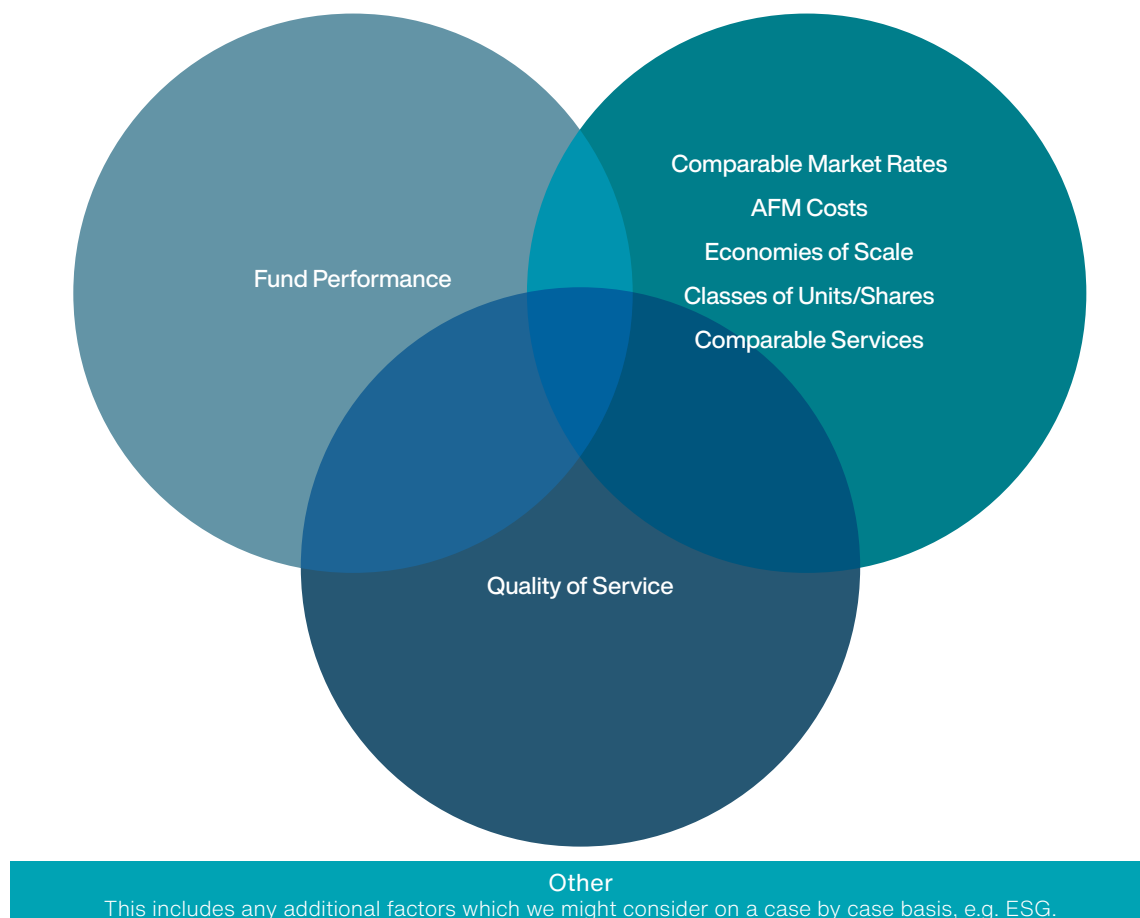 Fund Performance
Comparable Market Rates
AFM Costs
Economies of Scale
Classes of Units/Shares
Comparable Services
Quality of Service
Other
This includes any additional factors which we might consider on a case by case basis, e.g. ESG.